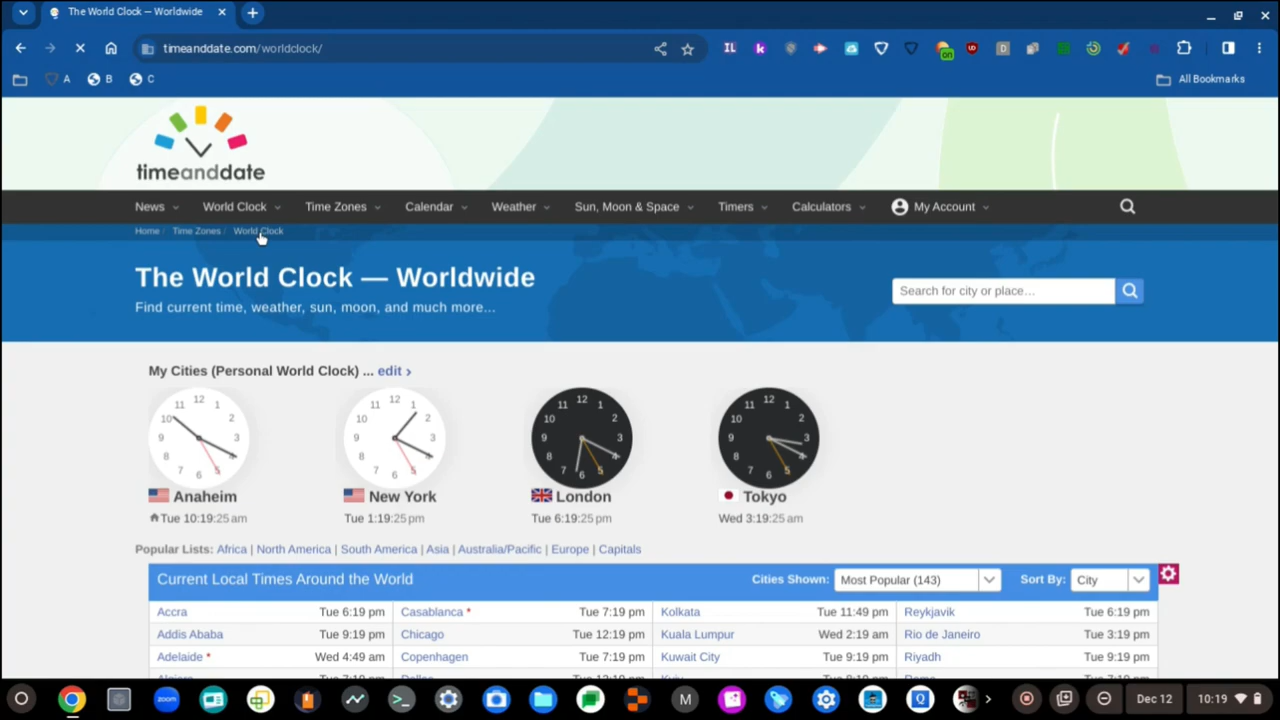 The World Clock — Worldwide
timeanddate.com/worldclock/
A B C All Bookmarks
timeanddate
News World Clock Time Zones Calendar Weather Sun, Moon & Space Timers Calculators My Account
Home / Time Zones / World Clock
The World Clock — Worldwide
Search for city or place...
Find current time, weather, sun, moon, and much more...
My Cities (Personal World Clock) ... edit ›
Anaheim New York London Tokyo
Tue 10:19:25 am Tue 1:19:25 pm Tue 6:19:25 pm Wed 3:19:25 am
Popular Lists: Africa | North America | South America | Asia | Australia/Pacific | Europe | Capitals
Current Local Times Around the World Cities Shown: Most Popular (143) Sort By: City
Accra Tue 6:19 pm Casablanca * Tue 7:19 pm Kolkata Tue 11:49 pm Reykjavik Tue 6:19 pm
Addis Ababa Tue 9:19 pm Chicago Tue 12:19 pm Kuala Lumpur Wed 2:19 am Rio de Janeiro Tue 3:19 pm
Adelaide * Wed 4:49 am Copenhagen Tue 7:19 pm Kuwait City Tue 9:19 pm Riyadh Tue 9:19 pm
Dec 12 10:19